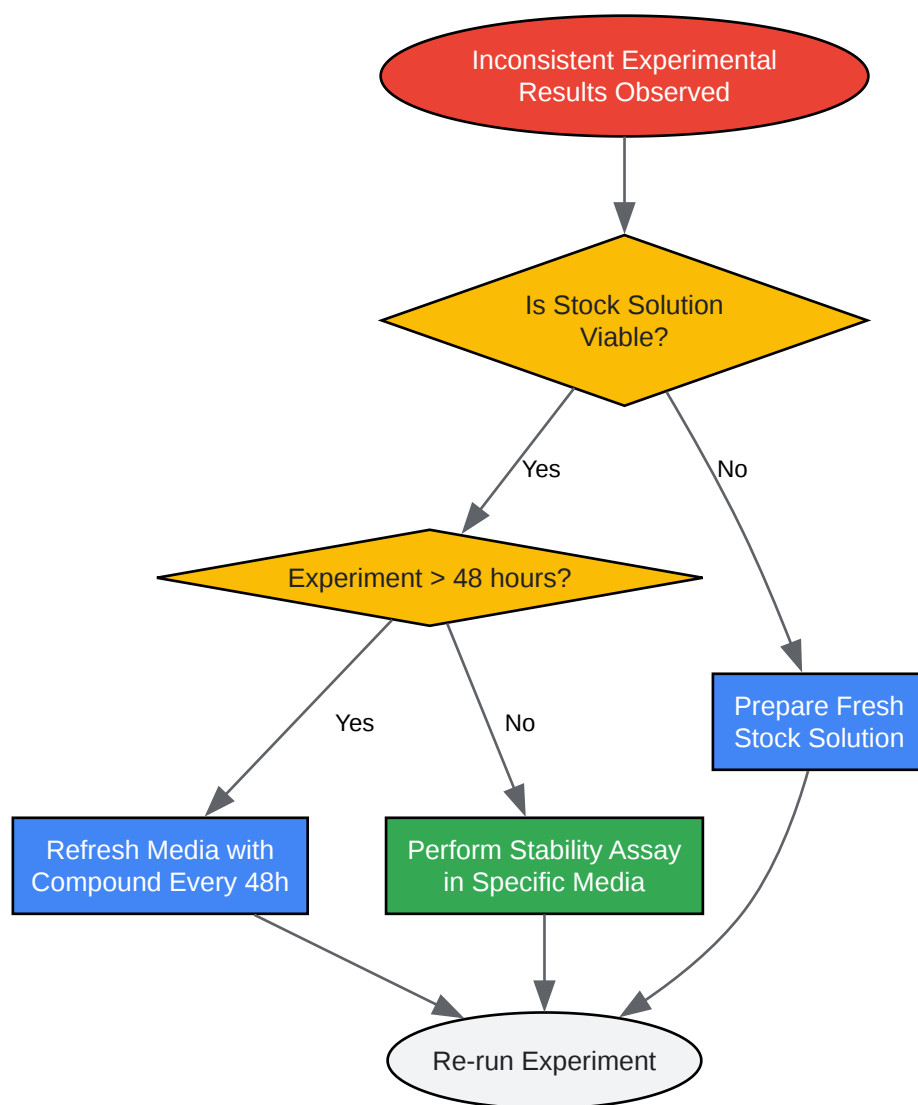 Inconsistent Experimental
Results Observed
Is Stock Solution
Viable?
Yes
No
Experiment > 48 hours?
Yes
No
Prepare Fresh
Stock Solution
Refresh Media with
Compound Every 48h
Perform Stability Assay
in Specific Media
Re-run Experiment